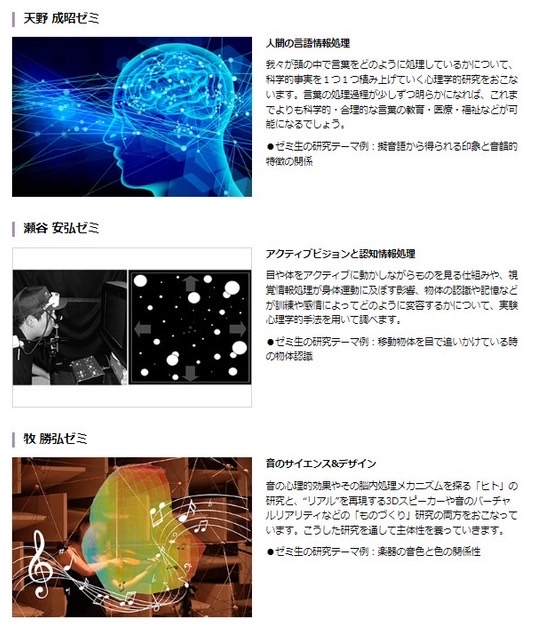 天野 成昭ゼミ
人間の言語情報処理
我々が頭の中で言葉をどのように処理しているかについて、
科学的事実を１つ１つ積み上げていく心理学的研究をおこな
います。言葉の処理過程が少しずつ明らかになれば、これま
でよりも科学的・合理的な言葉の教育・医療・福祉などが可
能になるでしょう。
●ゼミ生の研究テーマ例：擬音語から得られる印象と音韻的
特徴の関係
瀬谷 安弘ゼミ
アクティブビジョンと認知情報処理
目や体をアクティブに動かしながらものを見る仕組みや、視
覚情報処理が身体運動に及ぼす影響、物体の認識や記憶など
が訓練や感情によってどのように変容するかについて、実験
心理学的手法を用いて調べます。
●ゼミ生の研究テーマ例：移動物体を目で追いかけている時
の物体認識
牧 勝弘ゼミ
音のサイエンス&デザイン
音の心理的効果やその脳内処理メカニズムを探る「ヒト」の
研究と、“リアル”を再現する3Dスピーカーや音のバーチャ
ルリアリティなどの「ものづくり」研究の両方をおこなって
います。こうした研究を通して主体性を養っていきます。
●ゼミ生の研究テーマ例：楽器の音色と色の関係性